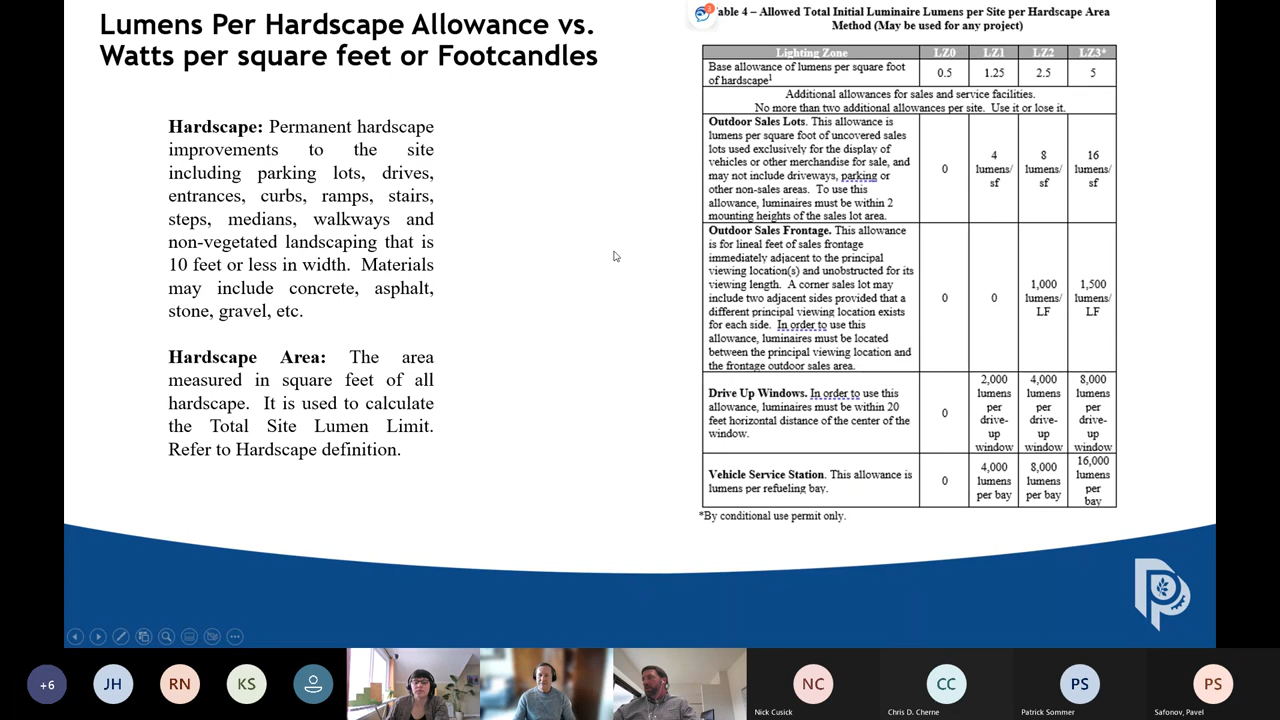 Lumens Per Hardscape Allowance vs.
Watts per square feet or Footcandles
Hardscape: Permanent hardscape
improvements to the site
including parking lots, drives,
entrances, curbs, ramps, stairs,
steps, medians, walkways and
non-vegetated landscaping that is
10 feet or less in width. Materials
may include concrete, asphalt,
stone, gravel, etc.
Hardscape Area: The area
measured in square feet of all
hardscape. It is used to calculate
the Total Site Lumen Limit.
Refer to Hardscape definition.
able 4 – Allowed Total Initial Luminaire Lumens per Site per Hardscape Area
Method (May be used for any project)
Lighting Zone LZ0 LZ1 LZ2 LZ3*
Base allowance of lumens per square foot
of hardscape1
0.5 1.25 2.5 5
Additional allowances for sales and service facilities.
No more than two additional allowances per site. Use it or lose it.
Outdoor Sales Lots. This allowance is
lumens per square foot of uncovered sales
lots used exclusively for the display of
vehicles or other merchandise for sale, and
may not include driveways, parking or
other non-sales areas. To use this
allowance, luminaires must be within 2
mounting heights of the sales lot area.
0
4
lumens/
sf
8
lumens/
sf
16
lumens/
sf
Outdoor Sales Frontage. This allowance
is for lineal feet of sales frontage
immediately adjacent to the principal
viewing location(s) and unobstructed for its
viewing length. A corner sales lot may
include two adjacent sides provided that a
different principal viewing location exists
for each side. In order to use this
allowance, luminaires must be located
between the principal viewing location and
the frontage outdoor sales area.
0
0
1,000
lumens/
LF
1,500
lumens/
LF
Drive Up Windows. In order to use this
allowance, luminaires must be within 20
feet horizontal distance of the center of the
window.
0
2,000
lumens
per
drive-
up
window
4,000
lumens
per
drive-
up
window
8,000
lumens
per
drive-
up
window
Vehicle Service Station. This allowance is
lumens per refueling bay.
0
4,000
lumens
per bay
8,000
lumens
per bay
16,000
lumens
per
bay
*By conditional use permit only.
+6
JH
RN
KS
NC
Nick Cusick
CC
Chris D. Cherne
PS
Patrick Sommer
PS
Safonov, Pavel